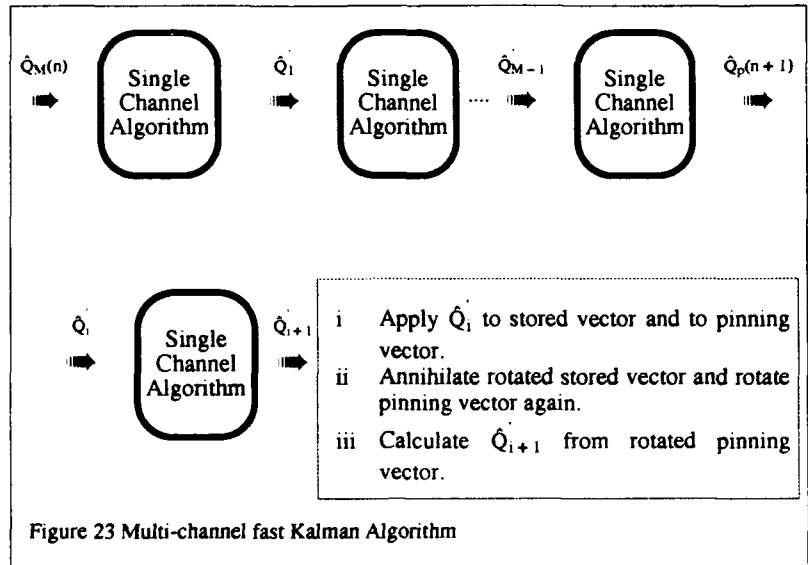 Q̂M(n)
Single
Channel
Algorithm
Q̂1'
Single
Channel
Algorithm
....
Q̂M-1'
Single
Channel
Algorithm
Q̂p(n + 1)
Q̂i'
Single
Channel
Algorithm
Q̂i+1'
i Apply Q̂i' to stored vector and to pinning
vector.
ii Annihilate rotated stored vector and rotate
pinning vector again.
iii Calculate Q̂i+1' from rotated pinning
vector.
Figure 23 Multi-channel fast Kalman Algorithm